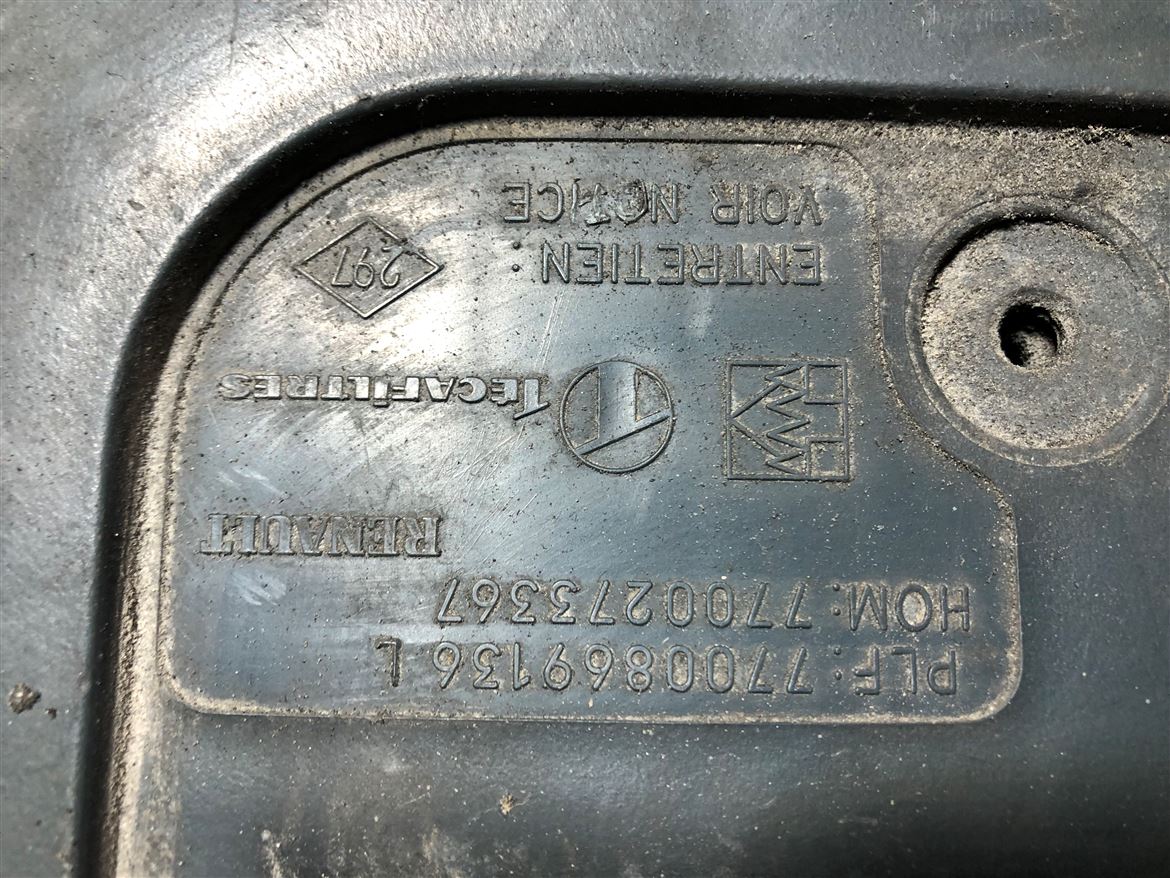 PLF: 7700869136 L
HOM: 7700273367
RENAULT
TECAFILTRES
ENTRETIEN
297
VOIR NOTICE